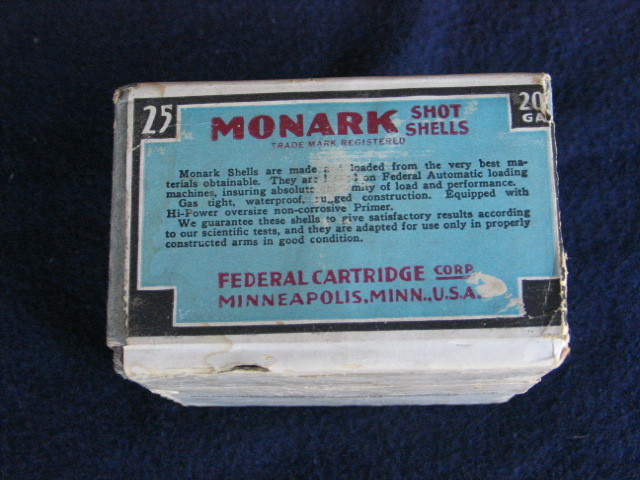 25
20
GA
MONARK SHOT SHELLS
TRADE MARK REGISTERED
Monark Shells are made loaded from the very best ma-
terials obtainable. They are on Federal Automatic loading
machines, insuring absolute of load and performance.
Gas tight, waterproof, construction. Equipped with
Hi-Power oversize non-corrosive Primer.
We guarantee these shells to give satisfactory results according
to our scientific tests, and they are adapted for use only in properly
constructed arms in good condition.
FEDERAL CARTRIDGE CORP.
MINNEAPOLIS, MINN., U.S.A.